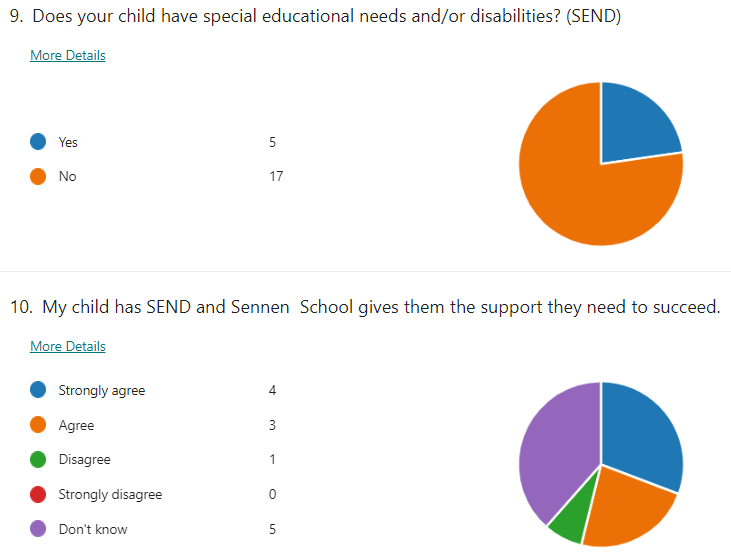 9. Does your child have special educational needs and/or disabilities? (SEND)
More Details
Yes 5
No 17
10. My child has SEND and Sennen School gives them the support they need to succeed.
More Details
Strongly agree 4
Agree 3
Disagree 1
Strongly disagree 0
Don't know 5